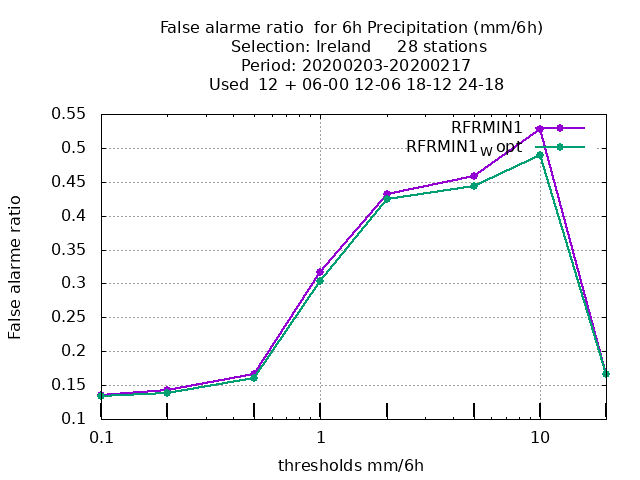 False alarme ratio  for 6h Precipitation (mm/6h)
Selection: Ireland     28 stations
Period: 20200203-20200217
Used  12 + 06-00 12-06 18-12 24-18
RFRMIN1
RFRMIN1W opt
0.55
0.5
0.45
0.4
0.35
0.3
0.25
0.2
0.15
0.1
False alarme ratio
0.1
1
10
thresholds mm/6h